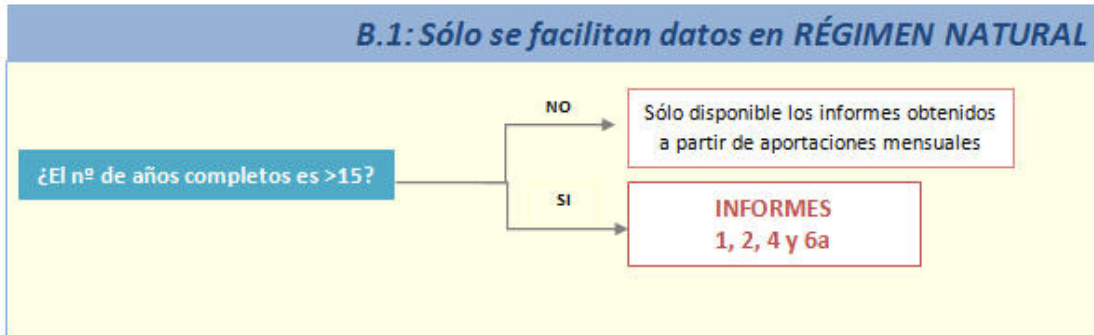 B.1: Sólo se facilitan datos en RÉGIMEN NATURAL
NO
Sólo disponible los informes obtenidos
a partir de aportaciones mensuales
¿El nº de años completos es >15?
SI
INFORMES
1, 2, 4 y 6a